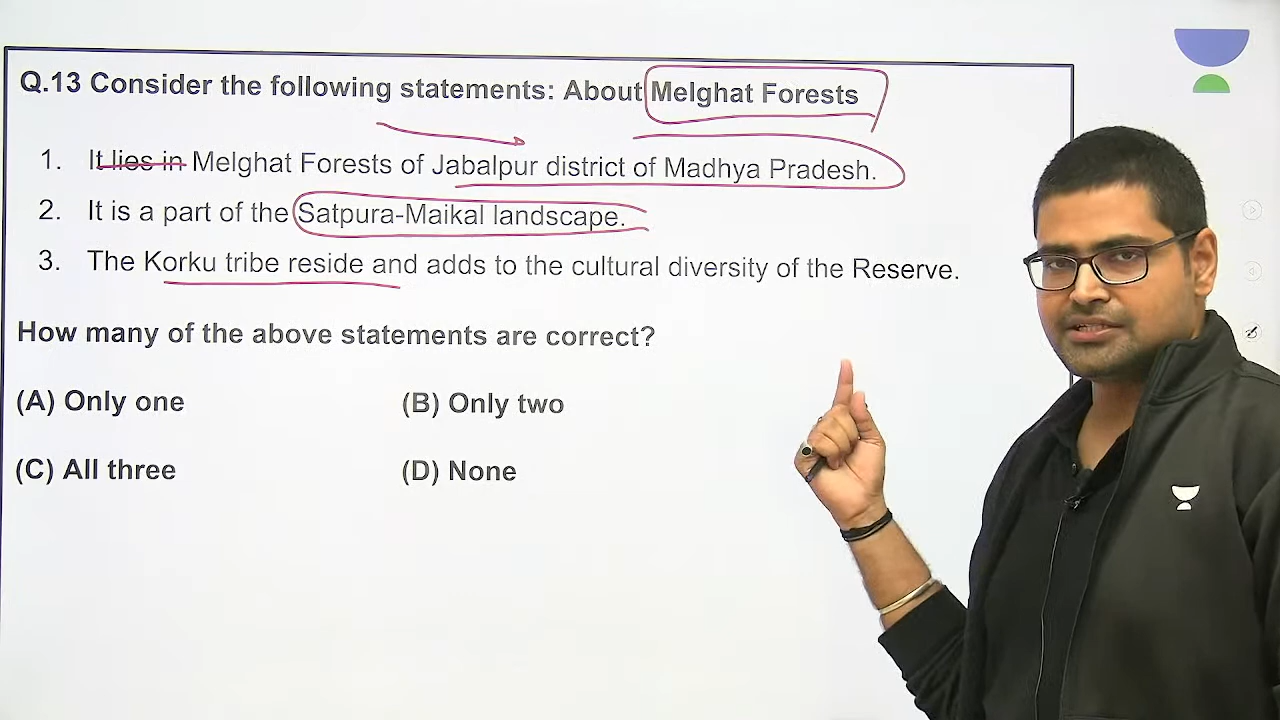 Q.13 Consider the following statements: About Melghat Forests
1. It lies in Melghat Forests of Jabalpur district of Madhya Pradesh.
2. It is a part of the Satpura-Maikal landscape.
3. The Korku tribe reside and adds to the cultural diversity of the Reserve.
How many of the above statements are correct?
(A) Only one (B) Only two
(C) All three (D) None